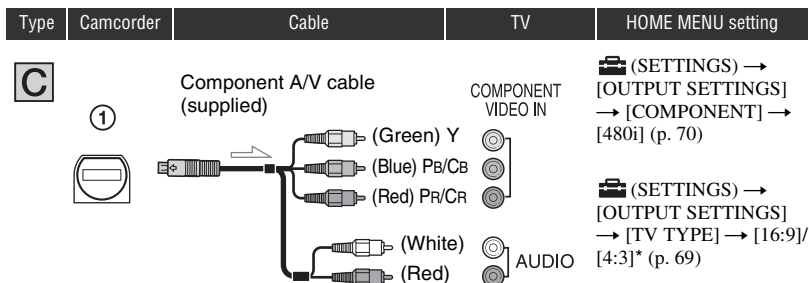 Type Camcorder Cable TV HOME MENU setting
C
1
Component A/V cable
(supplied)
(Green) Y
(Blue) PB/CB
(Red) PR/CR
(White)
(Red)
COMPONENT
VIDEO IN
AUDIO
(SETTINGS) →
[OUTPUT SETTINGS]
→ [COMPONENT] →
[480i] (p. 70)
(SETTINGS) →
[OUTPUT SETTINGS]
→ [TV TYPE] → [16:9]/
[4:3]* (p. 69)